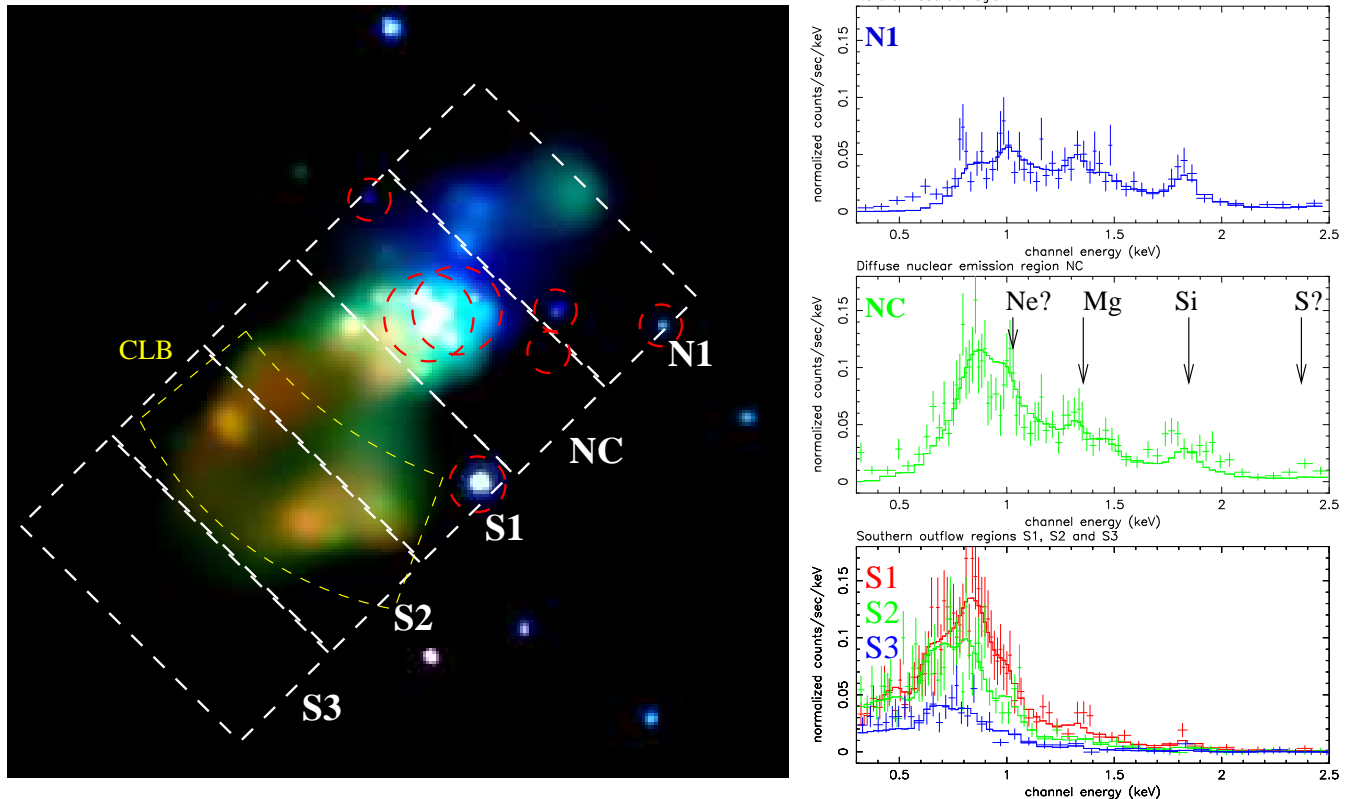 CLB
N1
NC
S1
S2
S3
N1
0.15
0.1
0.05
0
normalized counts/sec/keV
0.5 1 1.5 2 2.5
channel energy (keV)
Diffuse nuclear emission region NC
NC
Ne? Mg Si S?
0.15
0.1
0.05
0
normalized counts/sec/keV
0.5 1 1.5 2 2.5
channel energy (keV)
Southern outflow regions S1, S2 and S3
S1
S2
S3
0.15
0.1
0.05
0
normalized counts/sec/keV
0.5 1 1.5 2 2.5
channel energy (keV)